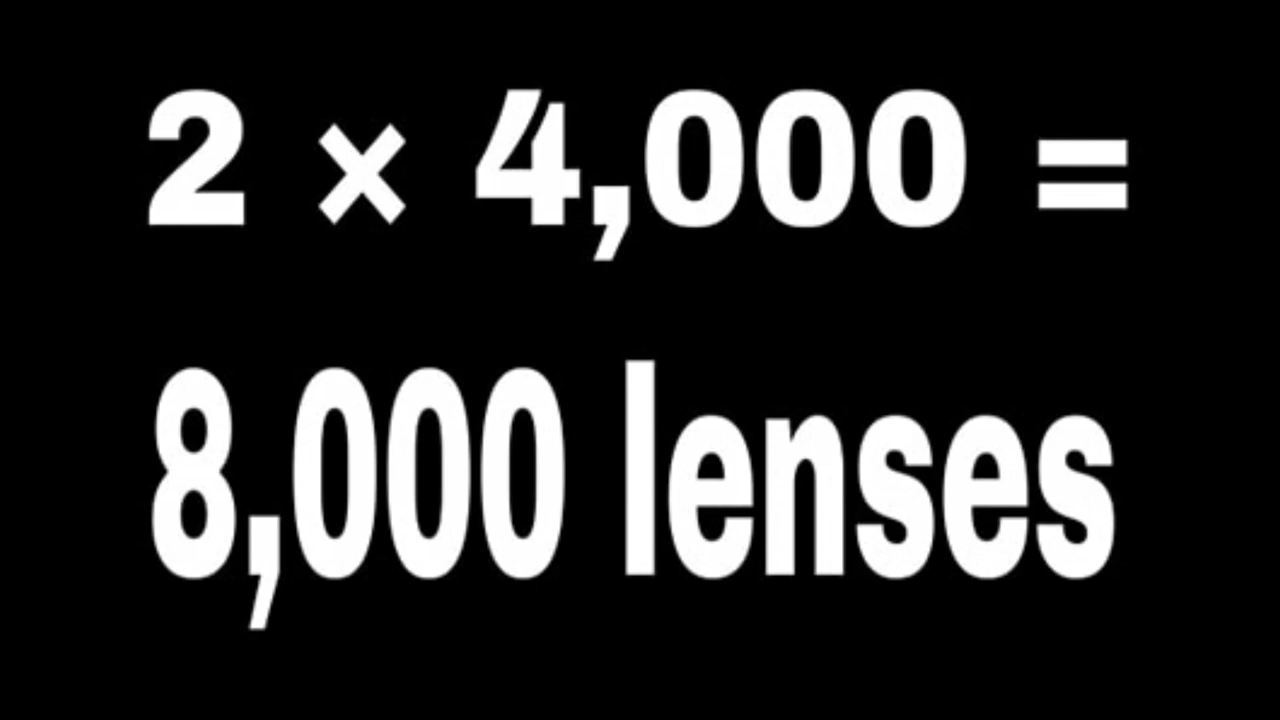 2 × 4,000 =
8,000 lenses